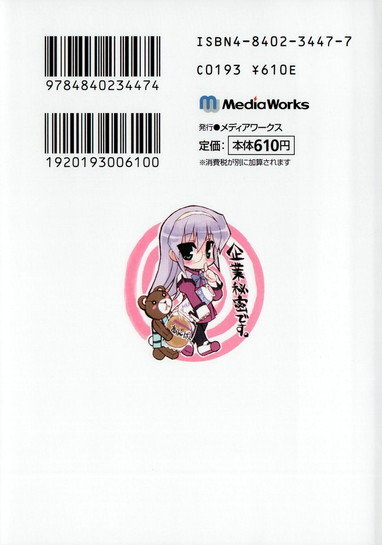 ISBN4-8402-3447-7
C0193 ¥610E
9784840234474
MediaWorks
発行●メディアワークス
定価: 本体610円
※消費税が別に加算されます
1920193006100
企業秘密です。